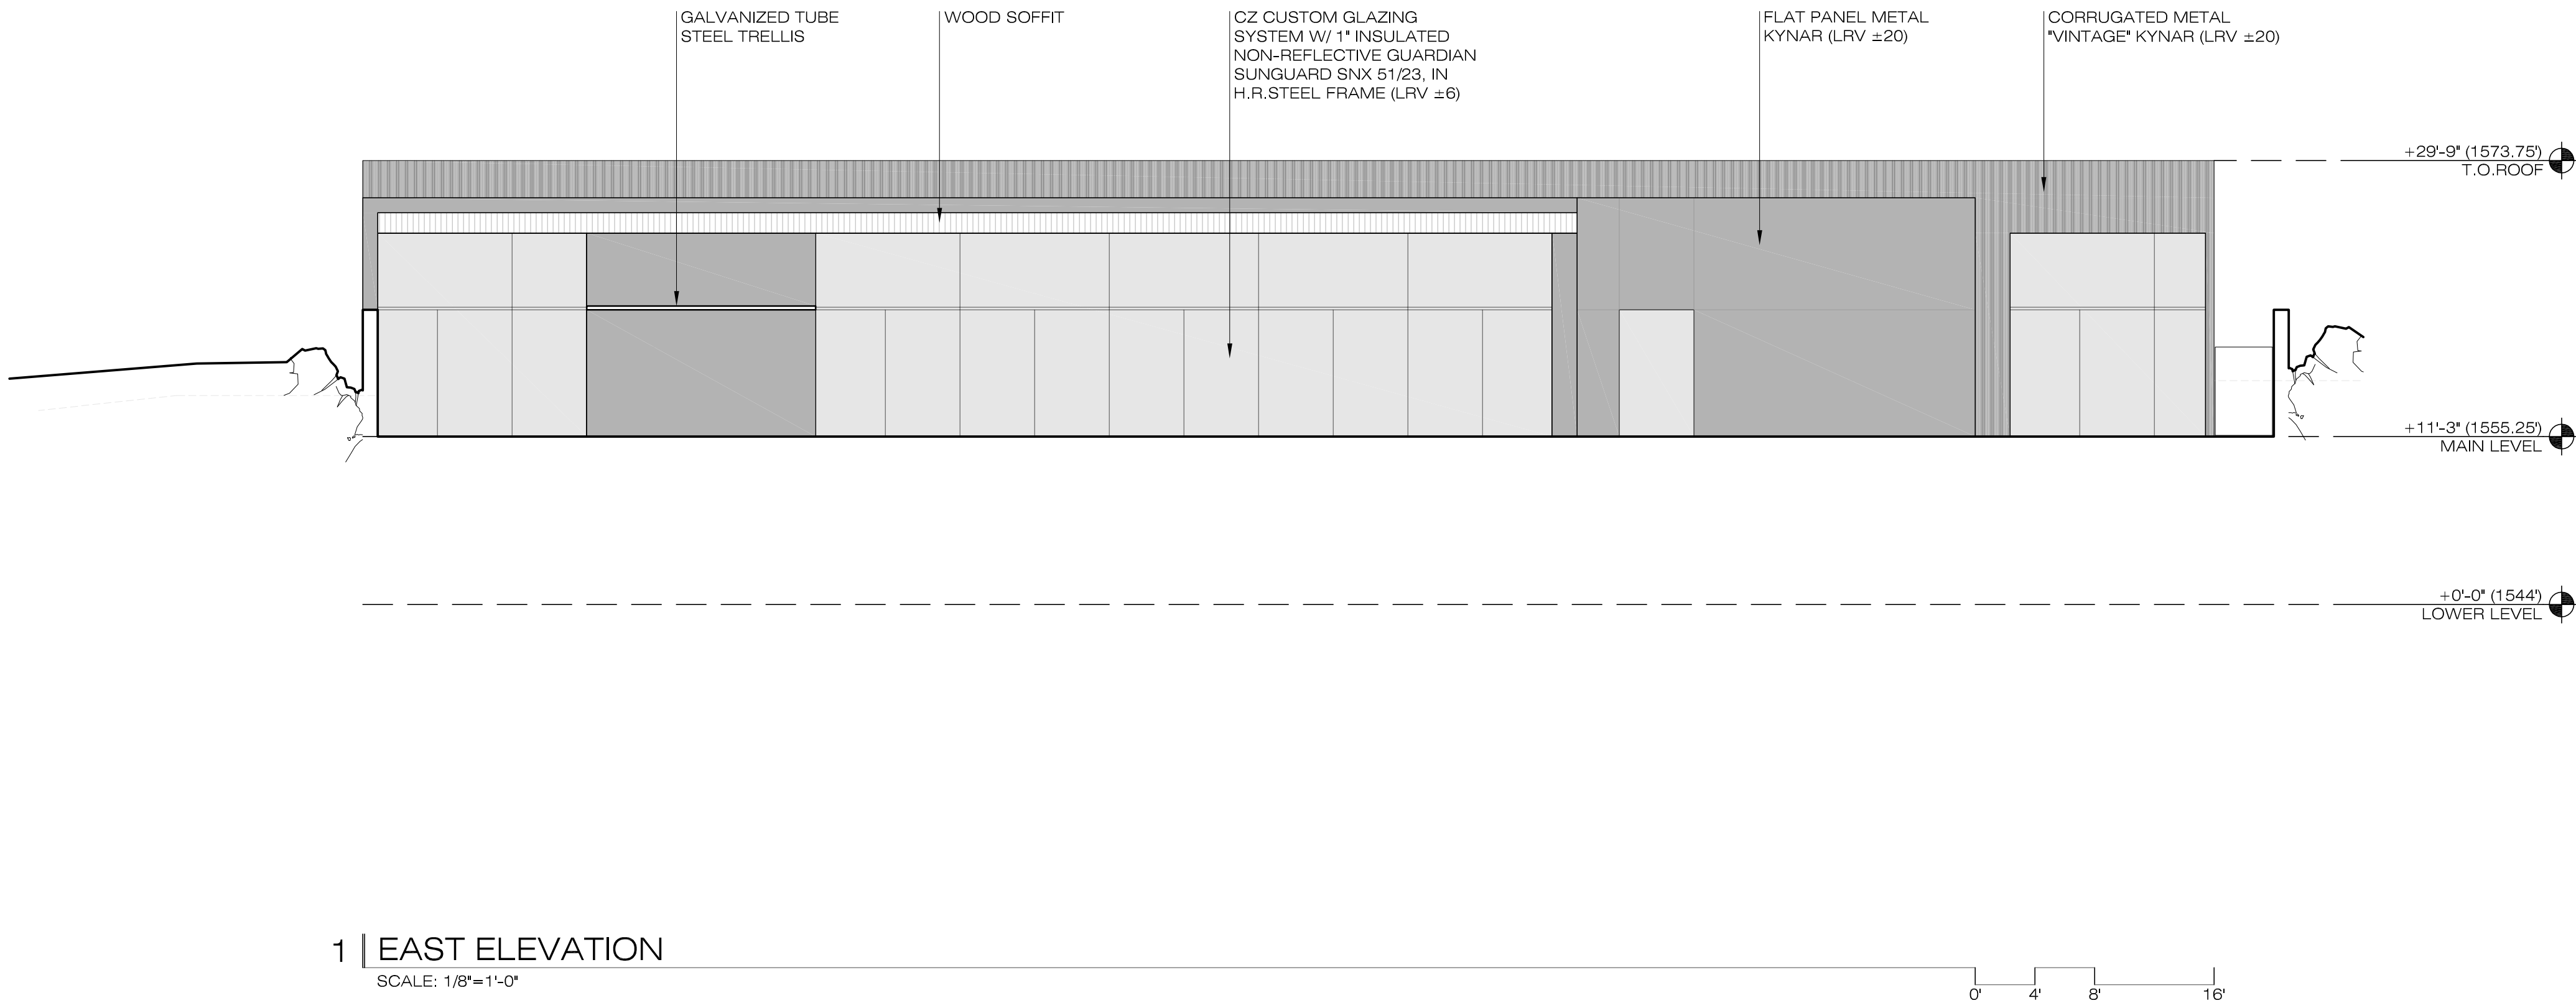 GALVANIZED TUBE
STEEL TRELLIS
WOOD SOFFIT
CZ CUSTOM GLAZING
SYSTEM W/ 1" INSULATED
NON-REFLECTIVE GUARDIAN
SUNGUARD SNX 51/23, IN
H.R.STEEL FRAME (LRV ±6)
FLAT PANEL METAL
KYNAR (LRV ±20)
CORRUGATED METAL
"VINTAGE" KYNAR (LRV ±20)
+29'-9" (1573.75')
T.O.ROOF
+11'-3" (1555.25')
MAIN LEVEL
+0'-0" (1544')
LOWER LEVEL
1 EAST ELEVATION
SCALE: 1/8"=1'-0"
0' 4' 8' 16'